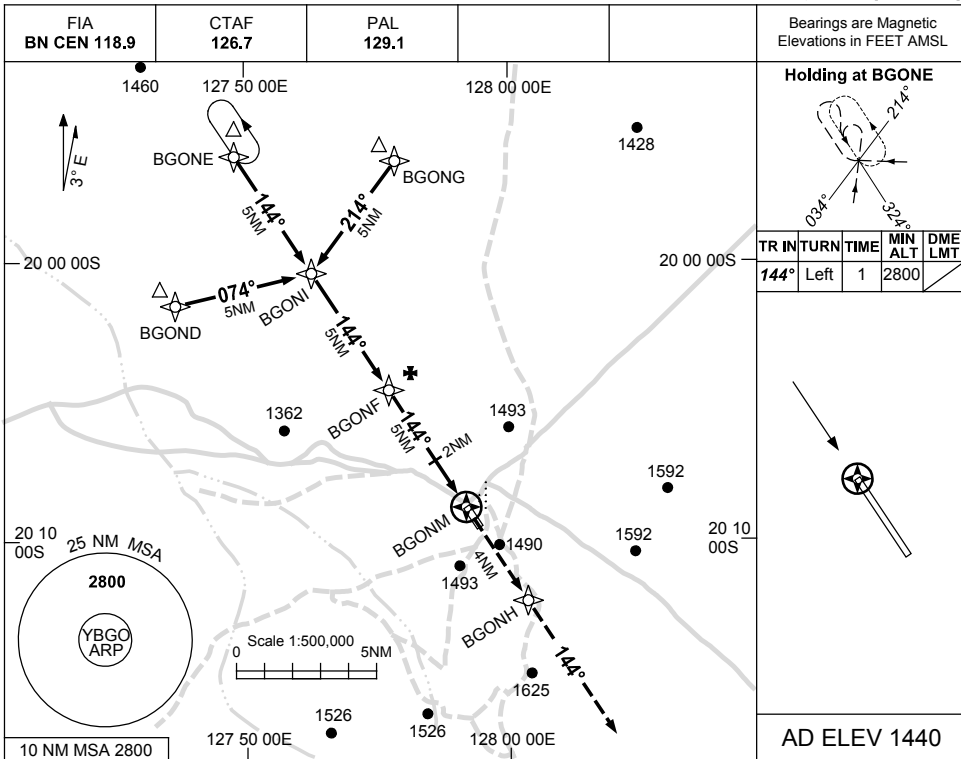 FIA
BN CEN 118.9
CTAF
126.7
PAL
129.1
Bearings are Magnetic
Elevations in FEET AMSL
1460
127 50 00E
128 00 00E
1428
3° E
BGONE
BGONG
144°
5NM
214°
5NM
20 00 00S
20 00 00S
074°
5NM
BGOND
BGONI
144°
5NM
BGONF
144°
5NM
2NM
1362
1493
1592
1592
20 10
00S
20 10
00S
BGONM
1490
1493
4NM
BGONH
144°
25 NM MSA
2800
YBGO
ARP
Scale 1:500,000
0
5NM
1625
1526
1526
10 NM MSA 2800
127 50 00E
128 00 00E
Holding at BGONE
214°
034°
324°
TR IN TURN TIME MIN ALT DME LMT
144° Left 1 2800
AD ELEV 1440